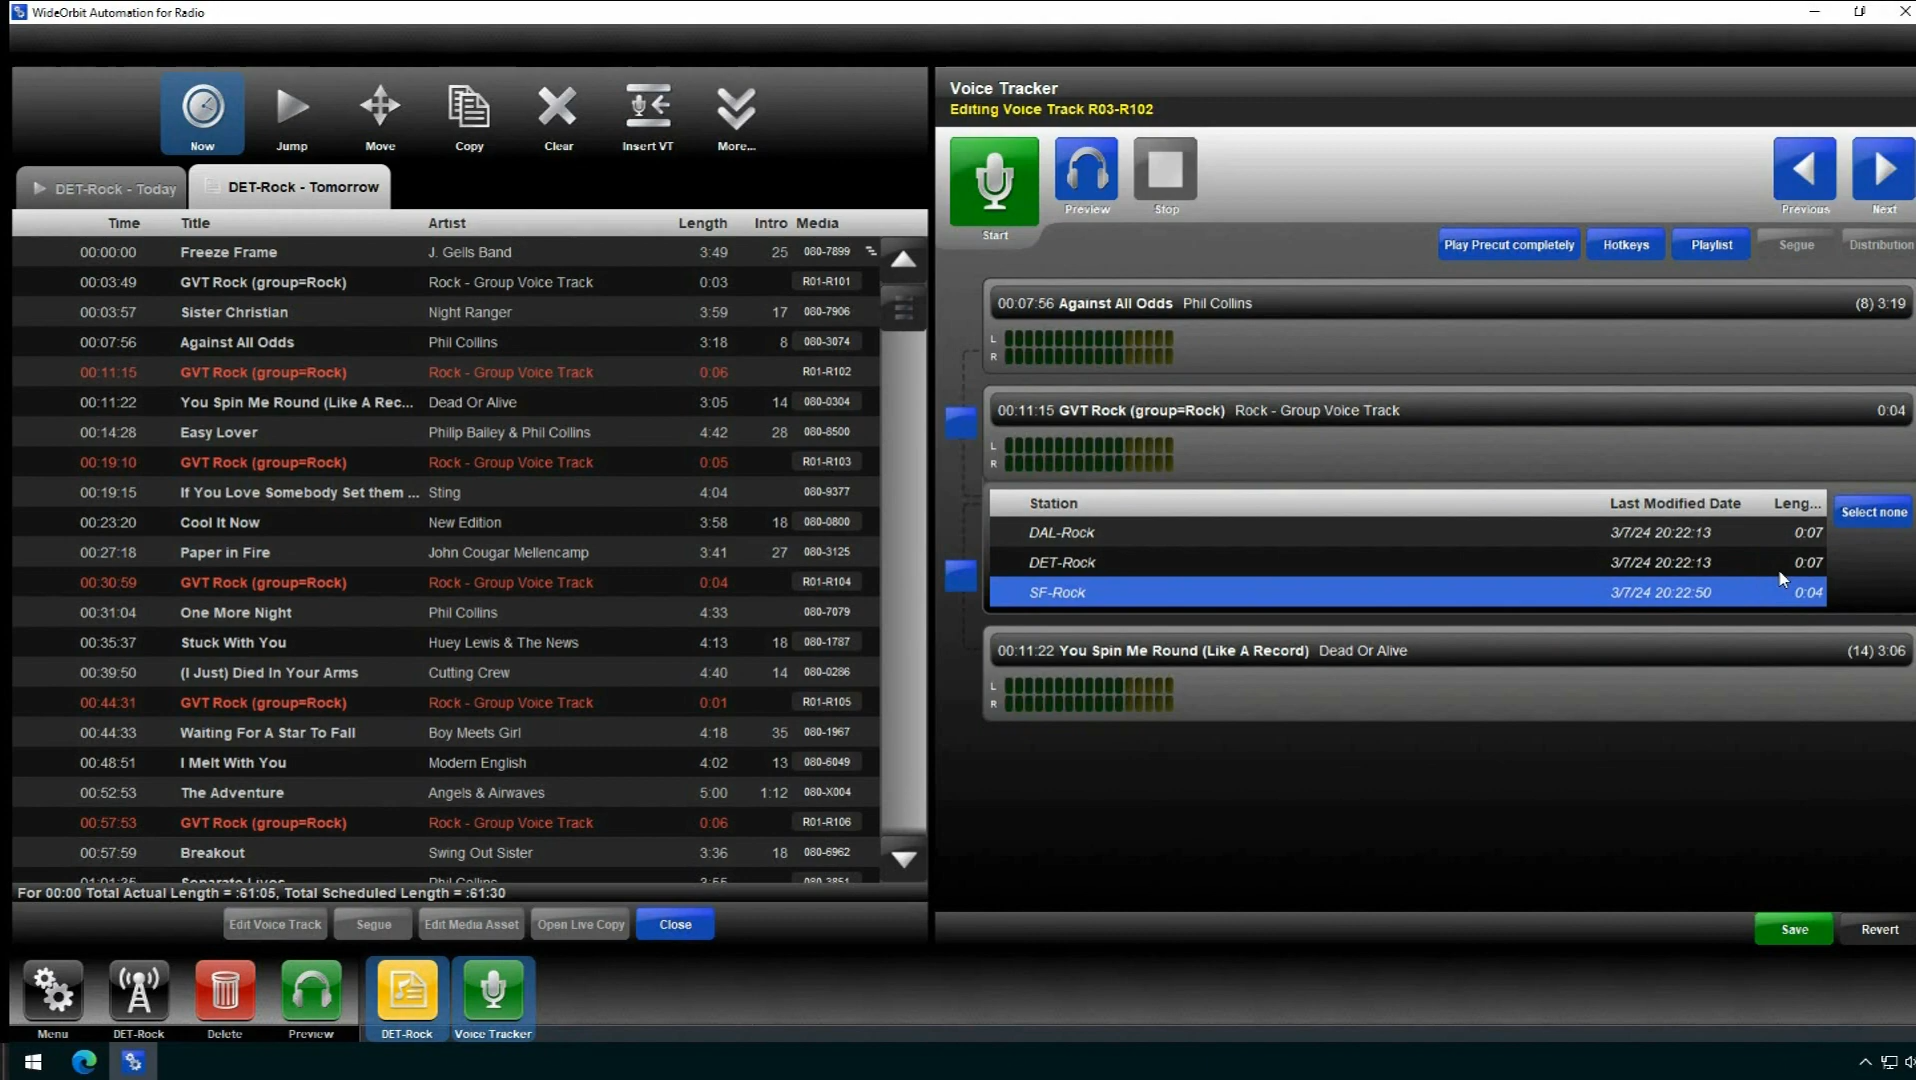 WideOrbit Automation for Radio
Now Jump Move Copy Clear Insert VT More...
DET-Rock - Today DET-Rock - Tomorrow
Time Title Artist Length Intro Media
00:00:00 Freeze Frame J. Geils Band 3:49 25 080-7899
00:03:49 GVT Rock (group=Rock) Rock - Group Voice Track 0:03 R01-R101
00:03:57 Sister Christian Night Ranger 3:59 17 080-7906
00:07:56 Against All Odds Phil Collins 3:18 8 080-3074
00:11:15 GVT Rock (group=Rock) Rock - Group Voice Track 0:06 R01-R102
00:11:22 You Spin Me Round (Like A Rec... Dead Or Alive 3:05 14 080-0304
00:14:28 Easy Lover Philip Bailey & Phil Collins 4:42 28 080-8500
00:19:10 GVT Rock (group=Rock) Rock - Group Voice Track 0:05 R01-R103
00:19:15 If You Love Somebody Set them ... Sting 4:04 080-9377
00:23:20 Cool It Now New Edition 3:58 18 080-0800
00:27:18 Paper in Fire John Cougar Mellencamp 3:41 27 080-3125
00:30:59 GVT Rock (group=Rock) Rock - Group Voice Track 0:04 R01-R104
00:31:04 One More Night Phil Collins 4:33 080-7079
00:35:37 Stuck With You Huey Lewis & The News 4:13 18 080-1787
00:39:50 (I Just) Died In Your Arms Cutting Crew 4:40 14 080-0286
00:44:31 GVT Rock (group=Rock) Rock - Group Voice Track 0:01 R01-R105
00:44:33 Waiting For A Star To Fall Boy Meets Girl 4:18 35 080-1967
00:48:51 I Melt With You Modern English 4:02 13 080-6049
00:52:53 The Adventure Angels & Airwaves 5:00 1:12 080-X004
00:57:53 GVT Rock (group=Rock) Rock - Group Voice Track 0:06 R01-R106
00:57:59 Breakout Swing Out Sister 3:36 18 080-6962
01:01:35 Separate Lives Phil Collins 3:55 080-3851
For 00:00 Total Actual Length = :61:05, Total Scheduled Length = :61:30
Edit Voice Track Segue Edit Media Asset Open Live Copy Close
Voice Tracker
Editing Voice Track R03-R102
Start Preview Stop Previous Next
Play Precut completely Hotkeys Playlist Segue Distribution
00:07:56 Against All Odds Phil Collins (8) 3:19
L
R
00:11:15 GVT Rock (group=Rock) Rock - Group Voice Track 0:04
L
R
Station Last Modified Date Leng... Select none
DAL-Rock 3/7/24 20:22:13 0:07
DET-Rock 3/7/24 20:22:13 0:07
SF-Rock 3/7/24 20:22:50 0:04
00:11:22 You Spin Me Round (Like A Record) Dead Or Alive (14) 3:06
L
R
Save Revert
Menu DET-Rock Delete Preview DET-Rock Voice Tracker